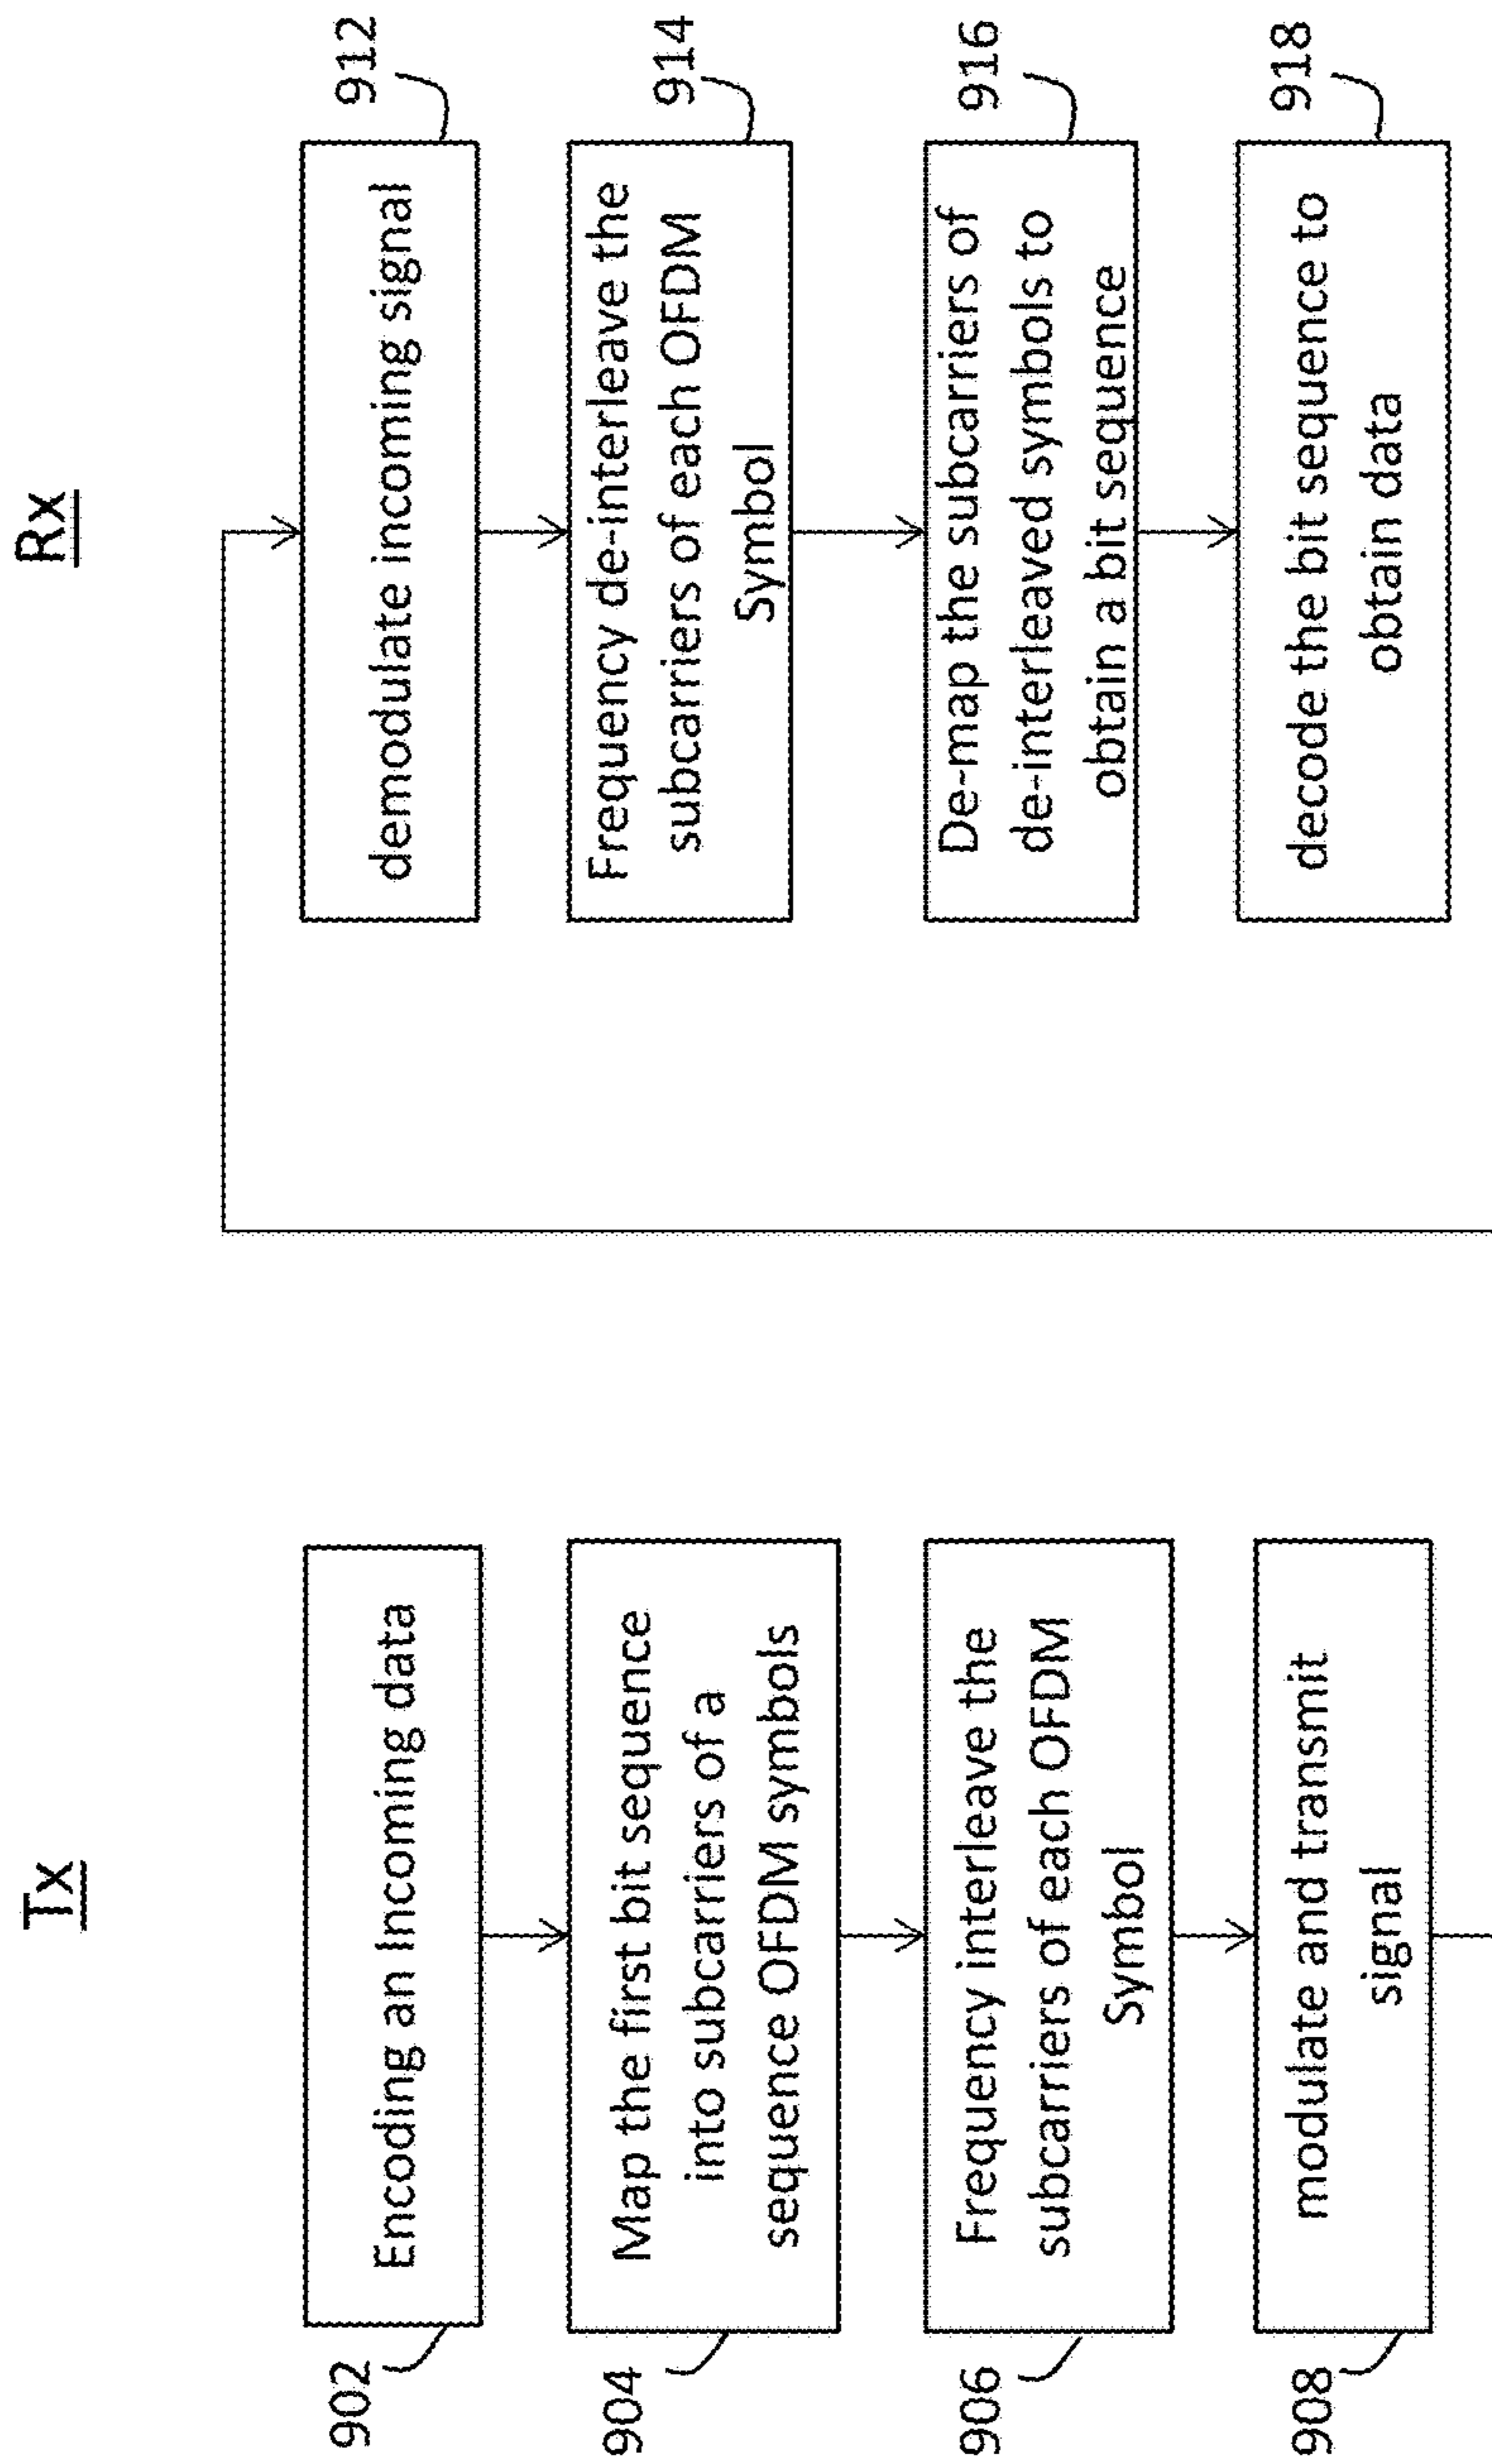 Tx
902
Encoding an Incoming data
904
Map the first bit sequence
into subcarriers of a
sequence OFDM symbols
906
Frequency interleave the
subcarriers of each OFDM
Symbol
908
modulate and transmit
signal
Rx
912
demodulate incoming signal
914
Frequency de-interleave the
subcarriers of each OFDM
Symbol
916
De-map the subcarriers of
de-interleaved symbols to
obtain a bit sequence
918
decode the bit sequence to
obtain data